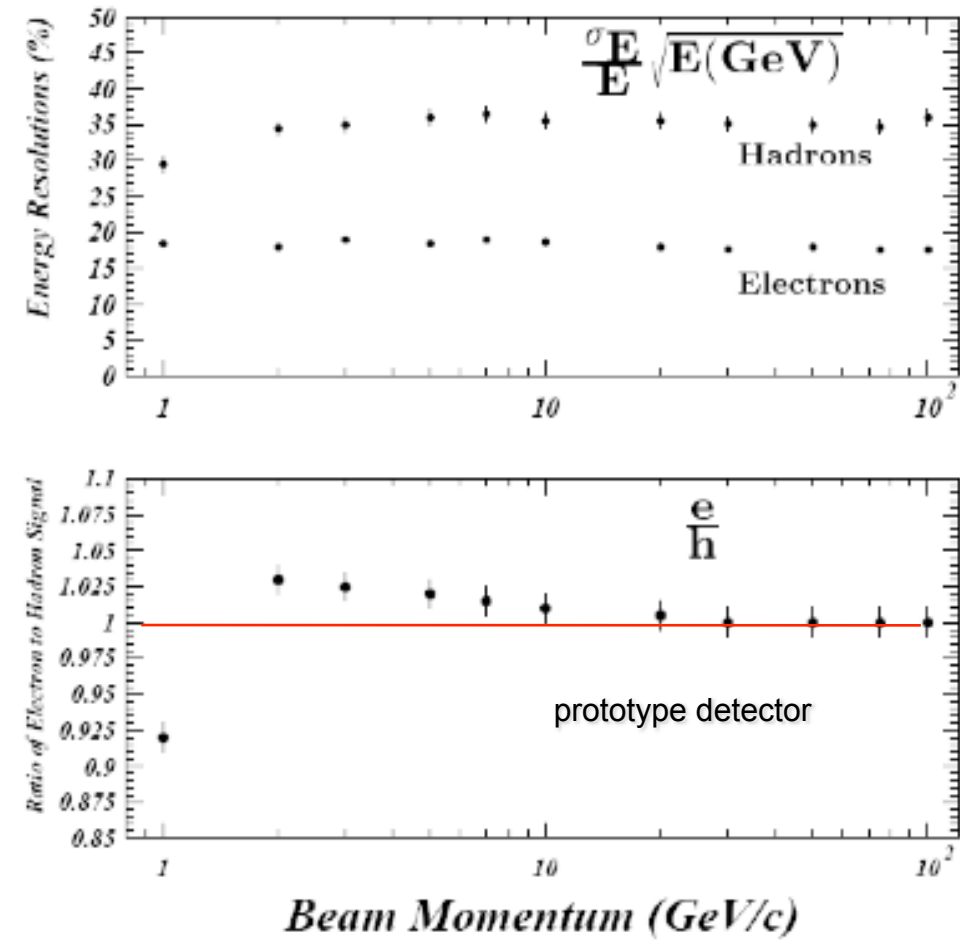 Energy Resolutions (%)
50
45
40
35
30
25
20
15
10
5
0
σE
E
√E(GeV)
Hadrons
Electrons
1
10
10²
Ratio of Electron to Hadron Signal
1.1
1.075
1.05
1.025
1
0.975
0.95
0.925
0.9
0.875
0.85
e
h
prototype detector
1
10
10²
Beam Momentum (GeV/c)